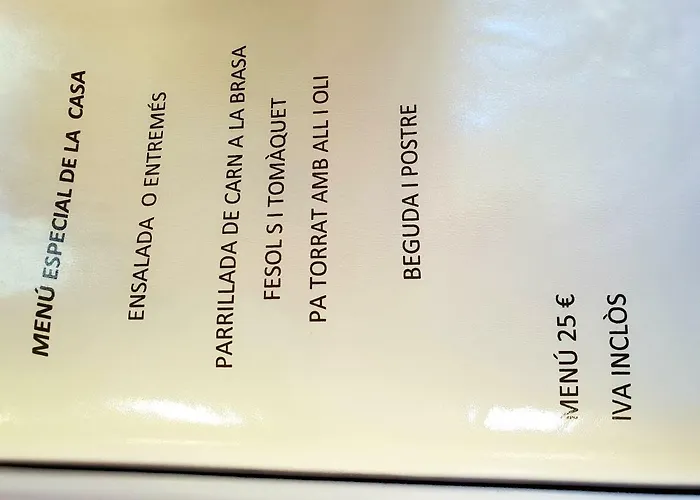 MENÚ ESPECIAL DE LA CASA
ENSALADA O ENTREMÉS
PARRILLADA DE CARN A LA BRASA
FESOL S I TOMÀQUET
PA TORRAT AMB ALL I OLI
BEGUDA I POSTRE
MENÚ 25 €
IVA INCLÒS